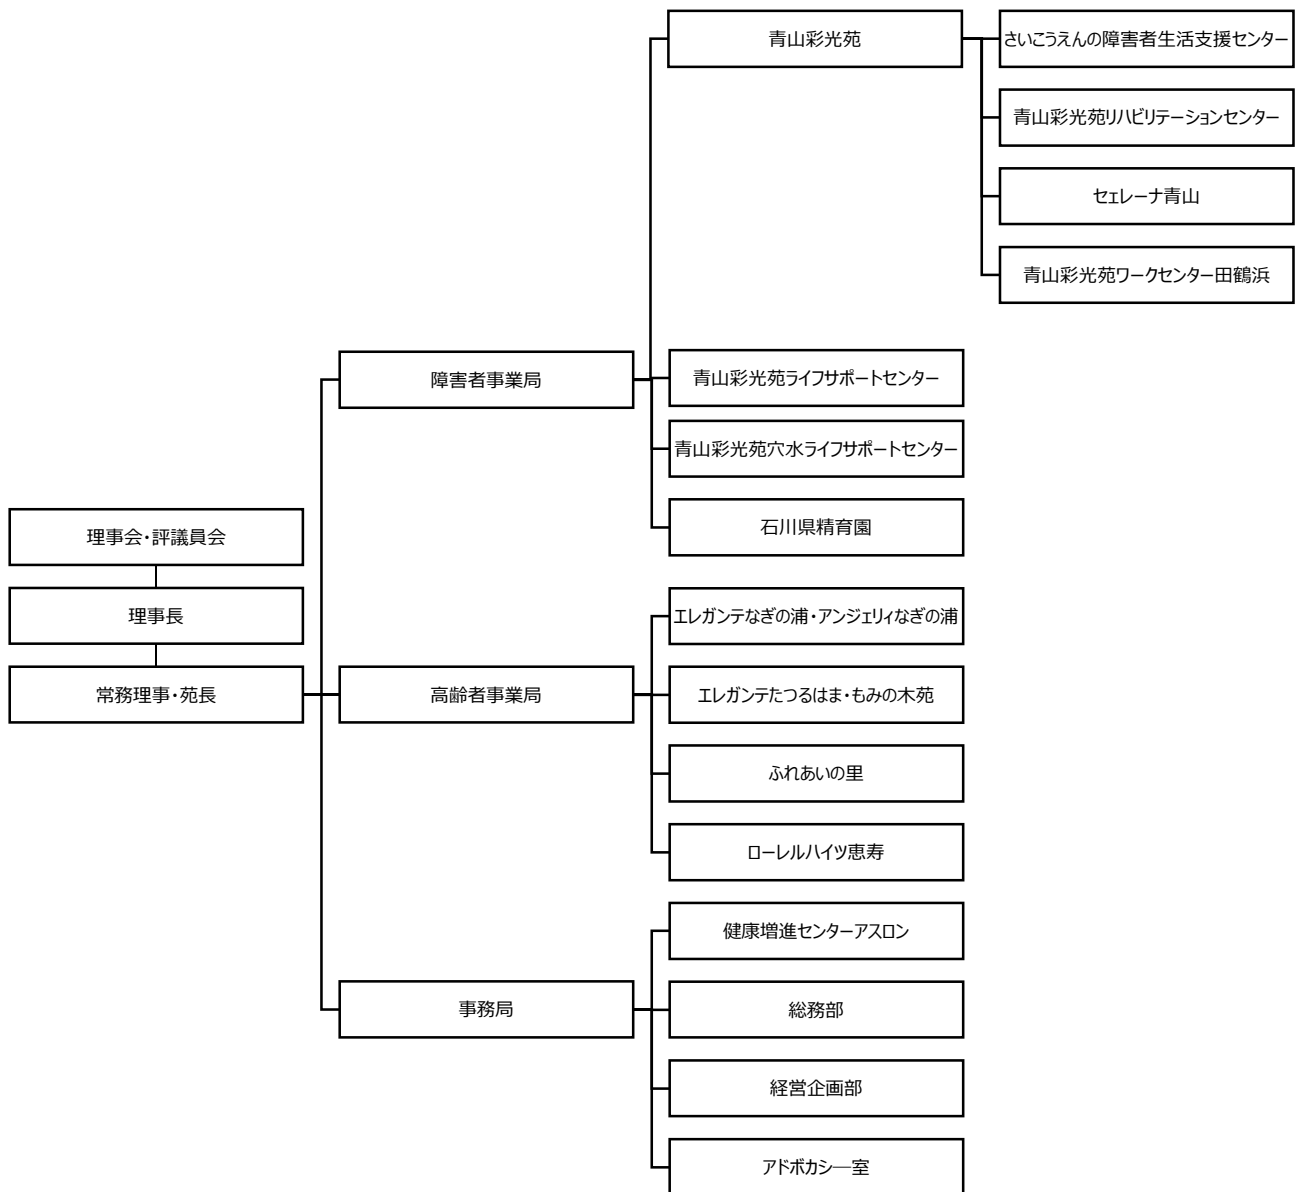 青山彩光苑
さいこうえんの障害者生活支援センター
青山彩光苑リハビリテーションセンター
セェレーナ青山
青山彩光苑ワークセンター田鶴浜
障害者事業局
青山彩光苑ライフサポートセンター
青山彩光苑穴水ライフサポートセンター
石川県精育園
理事会・評議員会
理事長
常務理事・苑長
高齢者事業局
エレガンテなぎの浦・アンジェリィなぎの浦
エレガンテたつるはま・もみの木苑
ふれあいの里
ローレルハイツ恵寿
事務局
健康増進センターアスロン
総務部
経営企画部
アドボカシ―室